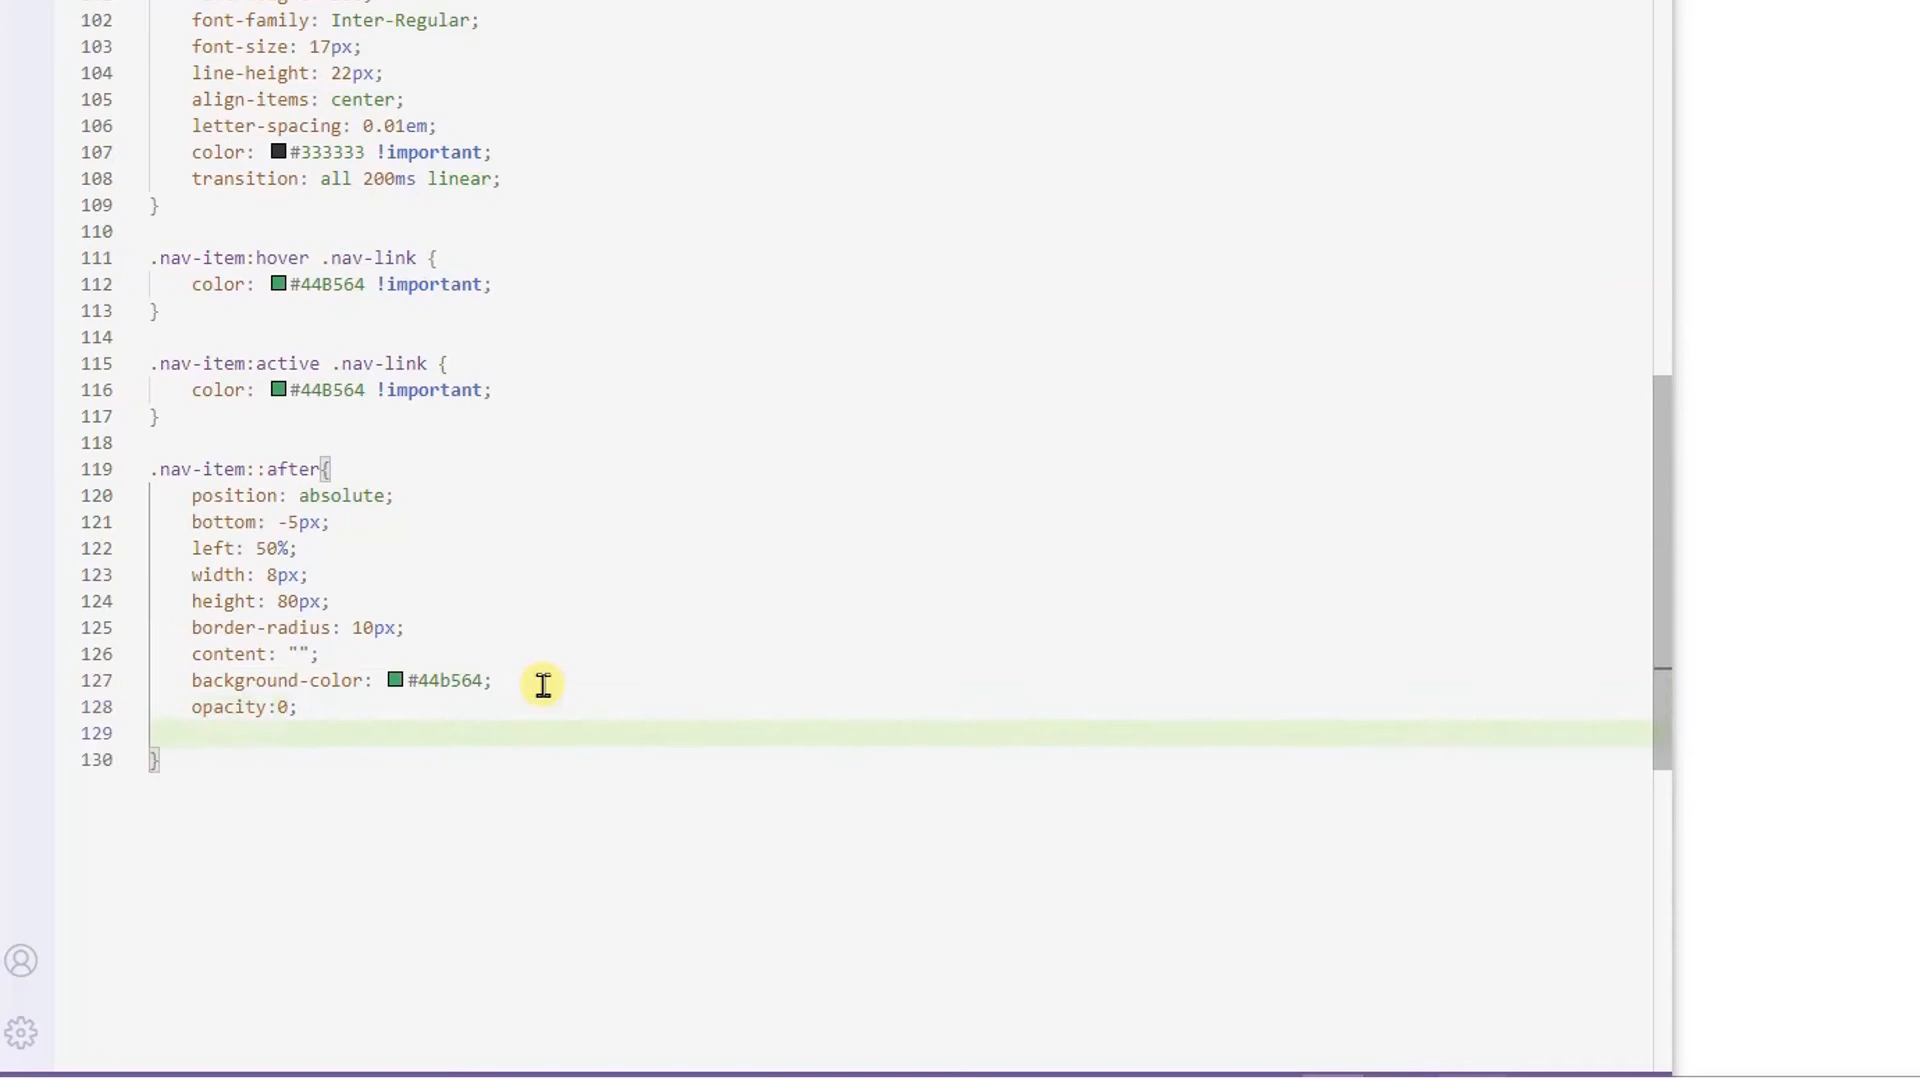 102 font-family: Inter-Regular;
103 font-size: 17px;
104 line-height: 22px;
105 align-items: center;
106 letter-spacing: 0.01em;
107 color: #333333 !important;
108 transition: all 200ms linear;
109 }
110
111 .nav-item:hover .nav-link {
112 color: #44B564 !important;
113 }
114
115 .nav-item:active .nav-link {
116 color: #44B564 !important;
117 }
118
119 .nav-item::after{
120 position: absolute;
121 bottom: -5px;
122 left: 50%;
123 width: 8px;
124 height: 80px;
125 border-radius: 10px;
126 content: "";
127 background-color: #44b564;
128 opacity:0;
129
130 }